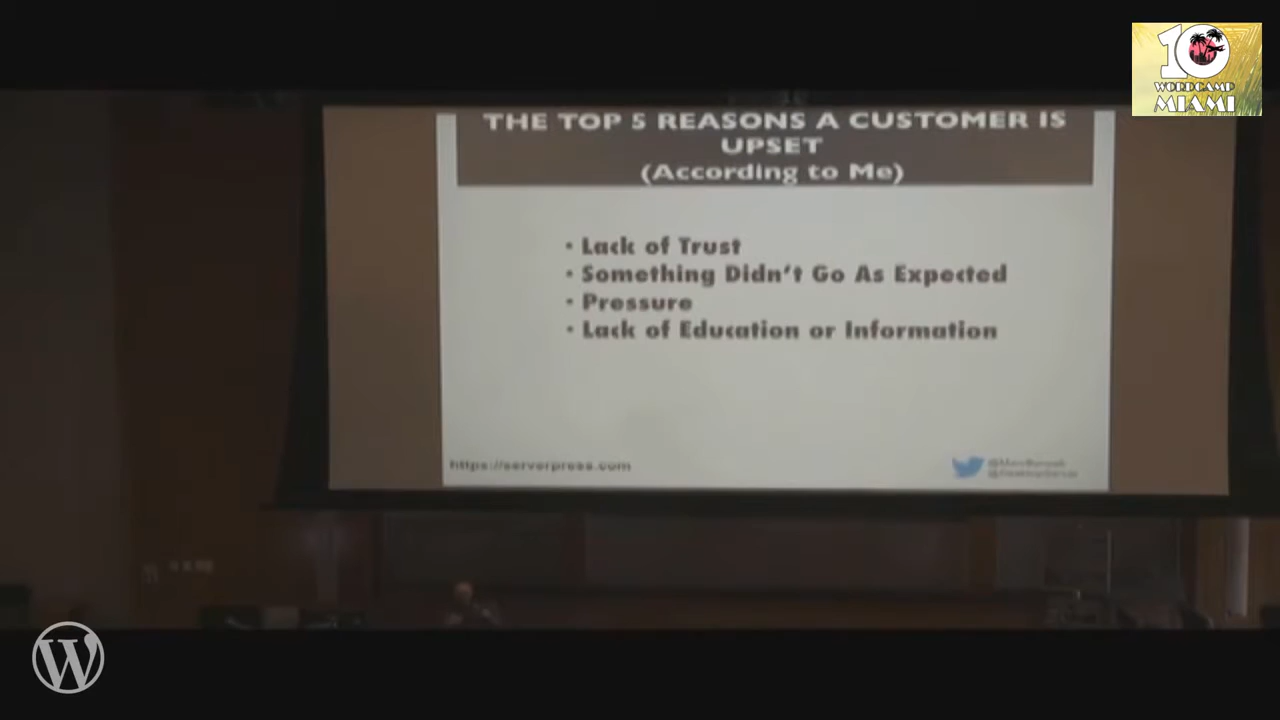 10
WORDCAMP
MIAMI
THE TOP 5 REASONS A CUSTOMER IS
UPSET
(According to Me)
• Lack of Trust
• Something Didn't Go As Expected
• Pressure
• Lack of Education or Information
https://serverpress.com